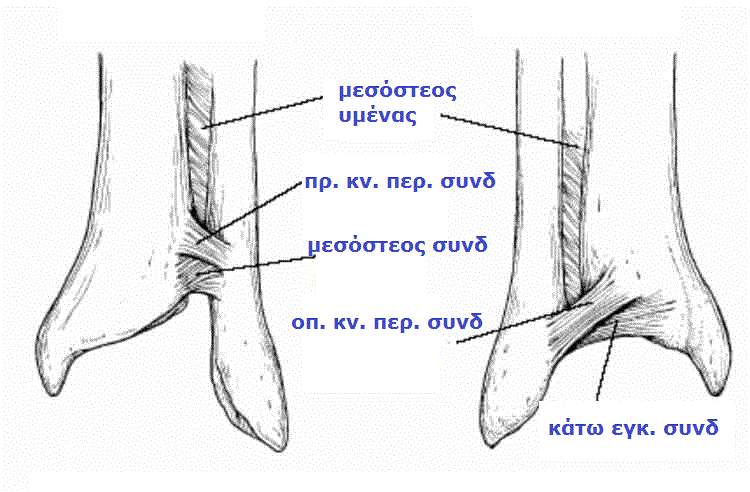 μεσόστεος
υμένας
πρ. κν. περ. συνδ
μεσόστεος συνδ
οπ. κν. περ. συνδ
κάτω εγκ. συνδ